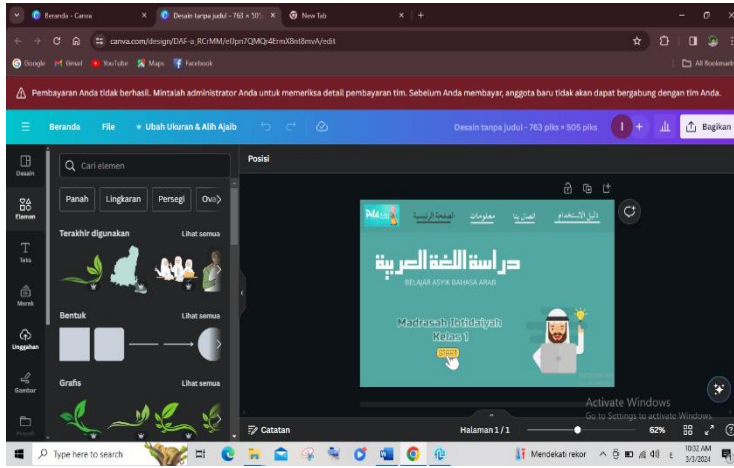 Beranda - Canva
Desain tanpa judul - 763
New Tab
canva.com/design/DAF-a_RCrMM/
Google
Gmail
YouTube
Maps
Facebook
All Bookmarks
Pembayaran Anda tidak berhasil. Mintalah administrator Anda untuk memeriksa detail pembayaran tim. Sebelum Anda membayar, anggota baru tidak akan dapat bergabung dengan tim Anda.
Beranda
File
Ubah Ukuran & Alih Ajaib
Desain tanpa judul - 763 piks × 505 piks
I
Bagikan
Desain
Elemen
Teks
Merek
Unggahan
Gambar
Cari elemen
Panah
Lingkaran
Persegi
Terakhir digunakan
Lihat semua
Bentuk
Lihat semua
Grafis
Lihat semua
Posisi
الصفحة الرئيسية
معلومات
اتصل بنا
دليل الاستخدام
دراسة اللغة العربية
BELAJAR ASYIK BAHASA ARAB
Madrasah Ibtidaiyah
Kelas 1
START
Activate Windows
Go to Settings to activate Windows.
Catatan
Halaman 1 / 1
62%
Type here to search
Mendekati rekor
10:32 AM
3/3/2024